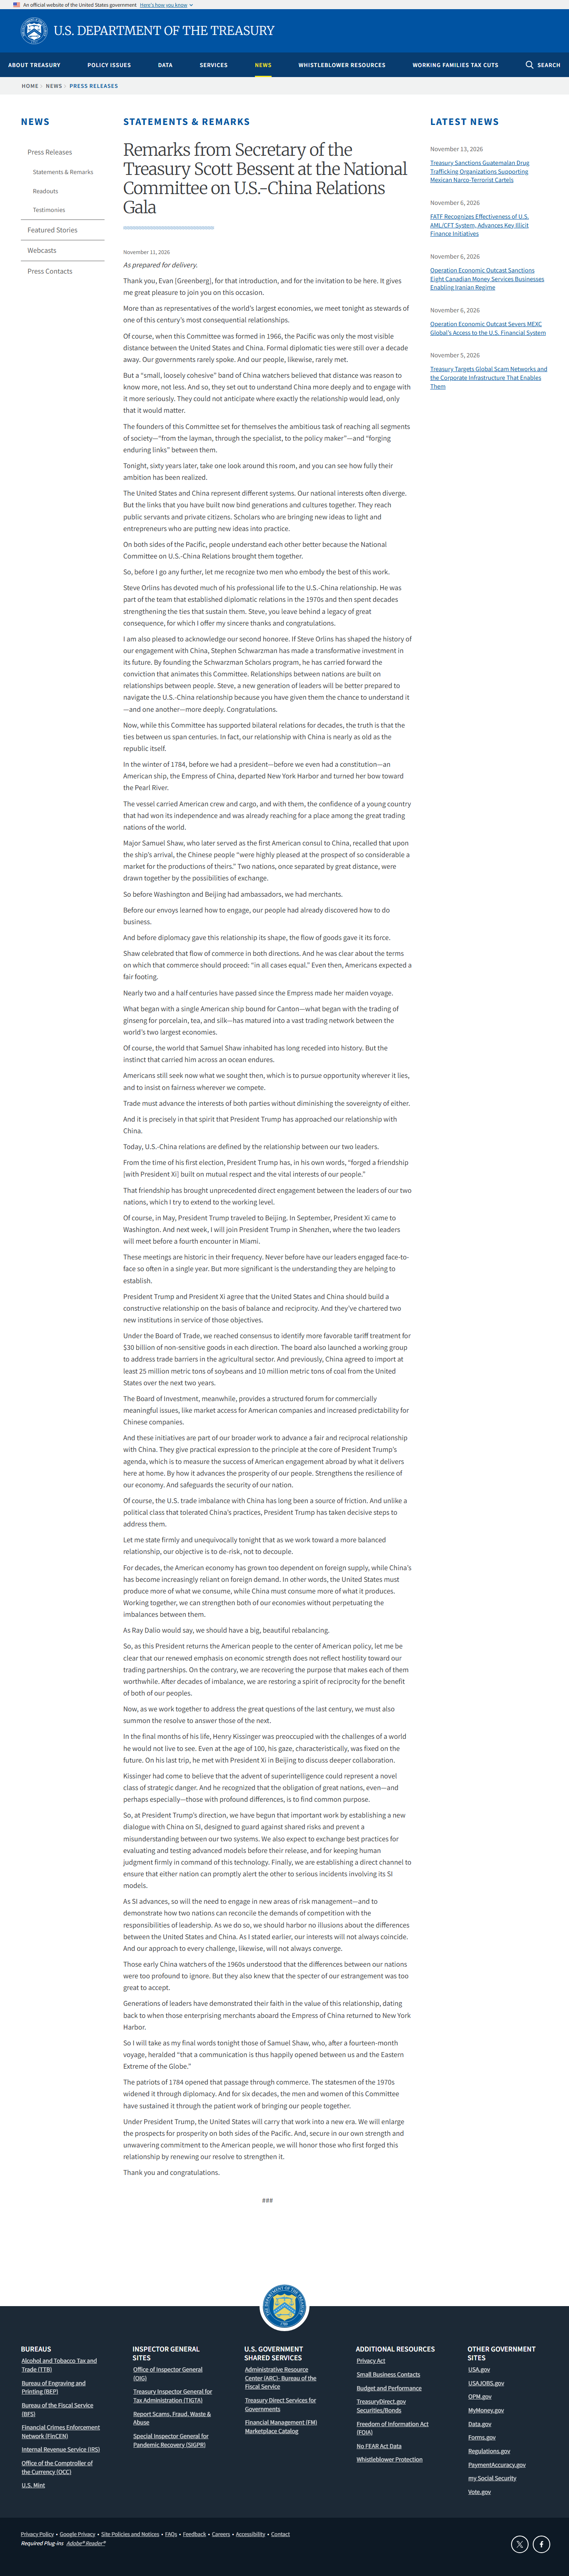 An official website of the United States government Here's how you know
U.S. DEPARTMENT OF THE TREASURY
ABOUT TREASURY
POLICY ISSUES
DATA
SERVICES
NEWS
WHISTLEBLOWER RESOURCES
WORKING FAMILIES TAX CUTS
SEARCH
HOME
NEWS
PRESS RELEASES
NEWS
Press Releases
Statements & Remarks
Readouts
Testimonies
Featured Stories
Webcasts
Press Contacts
STATEMENTS & REMARKS
Remarks from Secretary of the
Treasury Scott Bessent at the National
Committee on U.S.-China Relations
Gala
November 11, 2026
As prepared for delivery.
Thank you, Evan [Greenberg], for that introduction, and for the invitation to be here. It gives
me great pleasure to join you on this occasion.
More than as representatives of the world's largest economies, we meet tonight as stewards of
one of this century's most consequential relationships.
Of course, when this Committee was formed in 1966, the Pacific was only the most visible
distance between the United States and China. Formal diplomatic ties were still over a decade
away. Our governments rarely spoke. And our people, likewise, rarely met.
But a "small, loosely cohesive" band of China watchers believed that distance was reason to
know more, not less. And so, they set out to understand China more deeply and to engage with
it more seriously. They could not anticipate where exactly the relationship would lead, only
that it would matter.
The founders of this Committee set for themselves the ambitious task of reaching all segments
of society—"from the layman, through the specialist, to the policy maker"—and "forging
enduring links" between them.
Tonight, sixty years later, take one look around this room, and you can see how fully their
ambition has been realized.
The United States and China represent different systems. Our national interests often diverge.
But the links that you have built now bind generations and cultures together. They reach
public servants and private citizens. Scholars who are bringing new ideas to light and
entrepreneurs who are putting new ideas into practice.
On both sides of the Pacific, people understand each other better because the National
Committee on U.S.-China Relations brought them together.
So, before I go any further, let me recognize two men who embody the best of this work.
Steve Orlins has devoted much of his professional life to the U.S.-China relationship. He was
part of the team that established diplomatic relations in the 1970s and then spent decades
strengthening the ties that sustain them. Steve, you leave behind a legacy of great
consequence, for which I offer my sincere thanks and congratulations.
I am also pleased to acknowledge our second honoree. If Steve Orlins has shaped the history of
our engagement with China, Stephen Schwarzman has made a transformative investment in
its future. By founding the Schwarzman Scholars program, he has carried forward the
conviction that animates this Committee. Relationships between nations are built on
relationships between people. Steve, a new generation of leaders will be better prepared to
navigate the U.S.-China relationship because you have given them the chance to understand it
—and one another—more deeply. Congratulations.
Now, while this Committee has supported bilateral relations for decades, the truth is that the
ties between us span centuries. In fact, our relationship with China is nearly as old as the
republic itself.
In the winter of 1784, before we had a president—before we even had a constitution—an
American ship, the Empress of China, departed New York Harbor and turned her bow toward
the Pearl River.
The vessel carried American crew and cargo, and with them, the confidence of a young country
that had won its independence and was already reaching for a place among the great trading
nations of the world.
Major Samuel Shaw, who later served as the first American consul to China, recalled that upon
the ship's arrival, the Chinese people "were highly pleased at the prospect of so considerable a
market for the productions of theirs." Two nations, once separated by great distance, were
drawn together by the possibilities of exchange.
So before Washington and Beijing had ambassadors, we had merchants.
Before our envoys learned how to engage, our people had already discovered how to do
business.
And before diplomacy gave this relationship its shape, the flow of goods gave it its force.
Shaw celebrated that flow of commerce in both directions. And he was clear about the terms
on which that commerce should proceed: "in all cases equal." Even then, Americans expected a
fair footing.
Nearly two and a half centuries have passed since the Empress made her maiden voyage.
What began with a single American ship bound for Canton—what began with the trading of
ginseng for porcelain, tea, and silk—has matured into a vast trading network between the
world's two largest economies.
Of course, the world that Samuel Shaw inhabited has long receded into history. But the
instinct that carried him across an ocean endures.
Americans still seek now what we sought then, which is to pursue opportunity wherever it lies,
and to insist on fairness wherever we compete.
Trade must advance the interests of both parties without diminishing the sovereignty of either.
And it is precisely in that spirit that President Trump has approached our relationship with
China.
Today, U.S.-China relations are defined by the relationship between our two leaders.
From the time of his first election, President Trump has, in his own words, "forged a friendship
[with President Xi] built on mutual respect and the vital interests of our people."
That friendship has brought unprecedented direct engagement between the leaders of our two
nations, which I try to extend to the working level.
Of course, in May, President Trump traveled to Beijing. In September, President Xi came to
Washington. And next week, I will join President Trump in Shenzhen, where the two leaders
will meet before a fourth encounter in Miami.
These meetings are historic in their frequency. Never before have our leaders engaged face-to-
face so often in a single year. But more significant is the understanding they are helping to
establish.
President Trump and President Xi agree that the United States and China should build a
constructive relationship on the basis of balance and reciprocity. And they've chartered two
new institutions in service of those objectives.
Under the Board of Trade, we reached consensus to identify more favorable tariff treatment for
$30 billion of non-sensitive goods in each direction. The board also launched a working group
to address trade barriers in the agricultural sector. And previously, China agreed to import at
least 25 million metric tons of soybeans and 10 million metric tons of coal from the United
States over the next two years.
The Board of Investment, meanwhile, provides a structured forum for commercially
meaningful issues, like market access for American companies and increased predictability for
Chinese companies.
And these initiatives are part of our broader work to advance a fair and reciprocal relationship
with China. They give practical expression to the principle at the core of President Trump's
agenda, which is to measure the success of American engagement abroad by what it delivers
here at home. By how it advances the prosperity of our people. Strengthens the resilience of
our economy. And safeguards the security of our nation.
Of course, the U.S. trade imbalance with China has long been a source of friction. And unlike a
political class that tolerated China's practices, President Trump has taken decisive steps to
address them.
Let me state firmly and unequivocally tonight that as we work toward a more balanced
relationship, our objective is to de-risk, not to decouple.
For decades, the American economy has grown too dependent on foreign supply, while China's
has become increasingly reliant on foreign demand. In other words, the United States must
produce more of what we consume, while China must consume more of what it produces.
Working together, we can strengthen both of our economies without perpetuating the
imbalances between them.
As Ray Dalio would say, we should have a big, beautiful rebalancing.
So, as this President returns the American people to the center of American policy, let me be
clear that our renewed emphasis on economic strength does not reflect hostility toward our
trading partnerships. On the contrary, we are recovering the purpose that makes each of them
worthwhile. After decades of imbalance, we are restoring a spirit of reciprocity for the benefit
of both of our peoples.
Now, as we work together to address the great questions of the last century, we must also
summon the resolve to answer those of the next.
In the final months of his life, Henry Kissinger was preoccupied with the challenges of a world
he would not live to see. Even at the age of 100, his gaze, characteristically, was fixed on the
future. On his last trip, he met with President Xi in Beijing to discuss deeper collaboration.
Kissinger had come to believe that the advent of superintelligence could represent a novel
class of strategic danger. And he recognized that the obligation of great nations, even—and
perhaps especially—those with profound differences, is to find common purpose.
So, at President Trump's direction, we have begun that important work by establishing a new
dialogue with China on SI, designed to guard against shared risks and prevent a
misunderstanding between our two systems. We also expect to exchange best practices for
evaluating and testing advanced models before their release, and for keeping human
judgment firmly in command of this technology. Finally, we are establishing a direct channel to
ensure that either nation can promptly alert the other to serious incidents involving its SI
models.
As SI advances, so will the need to engage in new areas of risk management—and to
demonstrate how two nations can reconcile the demands of competition with the
responsibilities of leadership. As we do so, we should harbor no illusions about the differences
between the United States and China. As I stated earlier, our interests will not always coincide.
And our approach to every challenge, likewise, will not always converge.
Those early China watchers of the 1960s understood that the differences between our nations
were too profound to ignore. But they also knew that the specter of our estrangement was too
great to accept.
Generations of leaders have demonstrated their faith in the value of this relationship, dating
back to when those enterprising merchants aboard the Empress of China returned to New York
Harbor.
So I will take as my final words tonight those of Samuel Shaw, who, after a fourteen-month
voyage, heralded "that a communication is thus happily opened between us and the Eastern
Extreme of the Globe."
The patriots of 1784 opened that passage through commerce. The statesmen of the 1970s
widened it through diplomacy. And for six decades, the men and women of this Committee
have sustained it through the patient work of bringing our people together.
Under President Trump, the United States will carry that work into a new era. We will enlarge
the prospects for prosperity on both sides of the Pacific. And, secure in our own strength and
unwavering commitment to the American people, we will honor those who first forged this
relationship by renewing our resolve to strengthen it.
Thank you and congratulations.
###
LATEST NEWS
November 13, 2026
Treasury Sanctions Guatemalan Drug
Trafficking Organizations Supporting
Mexican Narco-Terrorist Cartels
November 6, 2026
FATF Recognizes Effectiveness of U.S.
AML/CFT System, Advances Key Illicit
Finance Initiatives
November 6, 2026
Operation Economic Outcast Sanctions
Eight Canadian Money Services Businesses
Enabling Iranian Regime
November 6, 2026
Operation Economic Outcast Severs MEXC
Global's Access to the U.S. Financial System
November 5, 2026
Treasury Targets Global Scam Networks and
the Corporate Infrastructure That Enables
Them
BUREAUS
Alcohol and Tobacco Tax and
Trade (TTB)
Bureau of Engraving and
Printing (BEP)
Bureau of the Fiscal Service
(BFS)
Financial Crimes Enforcement
Network (FinCEN)
Internal Revenue Service (IRS)
Office of the Comptroller of
the Currency (OCC)
U.S. Mint
INSPECTOR GENERAL
SITES
Office of Inspector General
(OIG)
Treasury Inspector General for
Tax Administration (TIGTA)
Report Scams, Fraud, Waste &
Abuse
Special Inspector General for
Pandemic Recovery (SIGPR)
U.S. GOVERNMENT
SHARED SERVICES
Administrative Resource
Center (ARC)- Bureau of the
Fiscal Service
Treasury Direct Services for
Governments
Financial Management (FM)
Marketplace Catalog
ADDITIONAL RESOURCES
Privacy Act
Small Business Contacts
Budget and Performance
TreasuryDirect.gov
Securities/Bonds
Freedom of Information Act
(FOIA)
No FEAR Act Data
Whistleblower Protection
OTHER GOVERNMENT
SITES
USA.gov
USAJOBS.gov
OPM.gov
MyMoney.gov
Data.gov
Forms.gov
Regulations.gov
PaymentAccuracy.gov
my Social Security
Vote.gov
Privacy Policy • Google Privacy • Site Policies and Notices • FAQs • Feedback • Careers • Accessibility • Contact
Required Plug-ins Adobe® Reader®